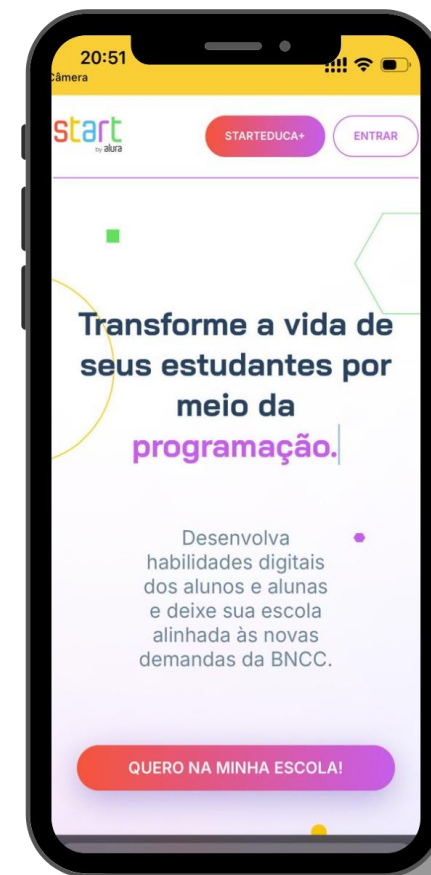 20:51
Câmera
start
by alura
STARTEDUCA+
ENTRAR
Transforme a vida de
seus estudantes por
meio da
programação.
Desenvolva
habilidades digitais
dos alunos e alunas
e deixe sua escola
alinhada às novas
demandas da BNCC.
QUERO NA MINHA ESCOLA!